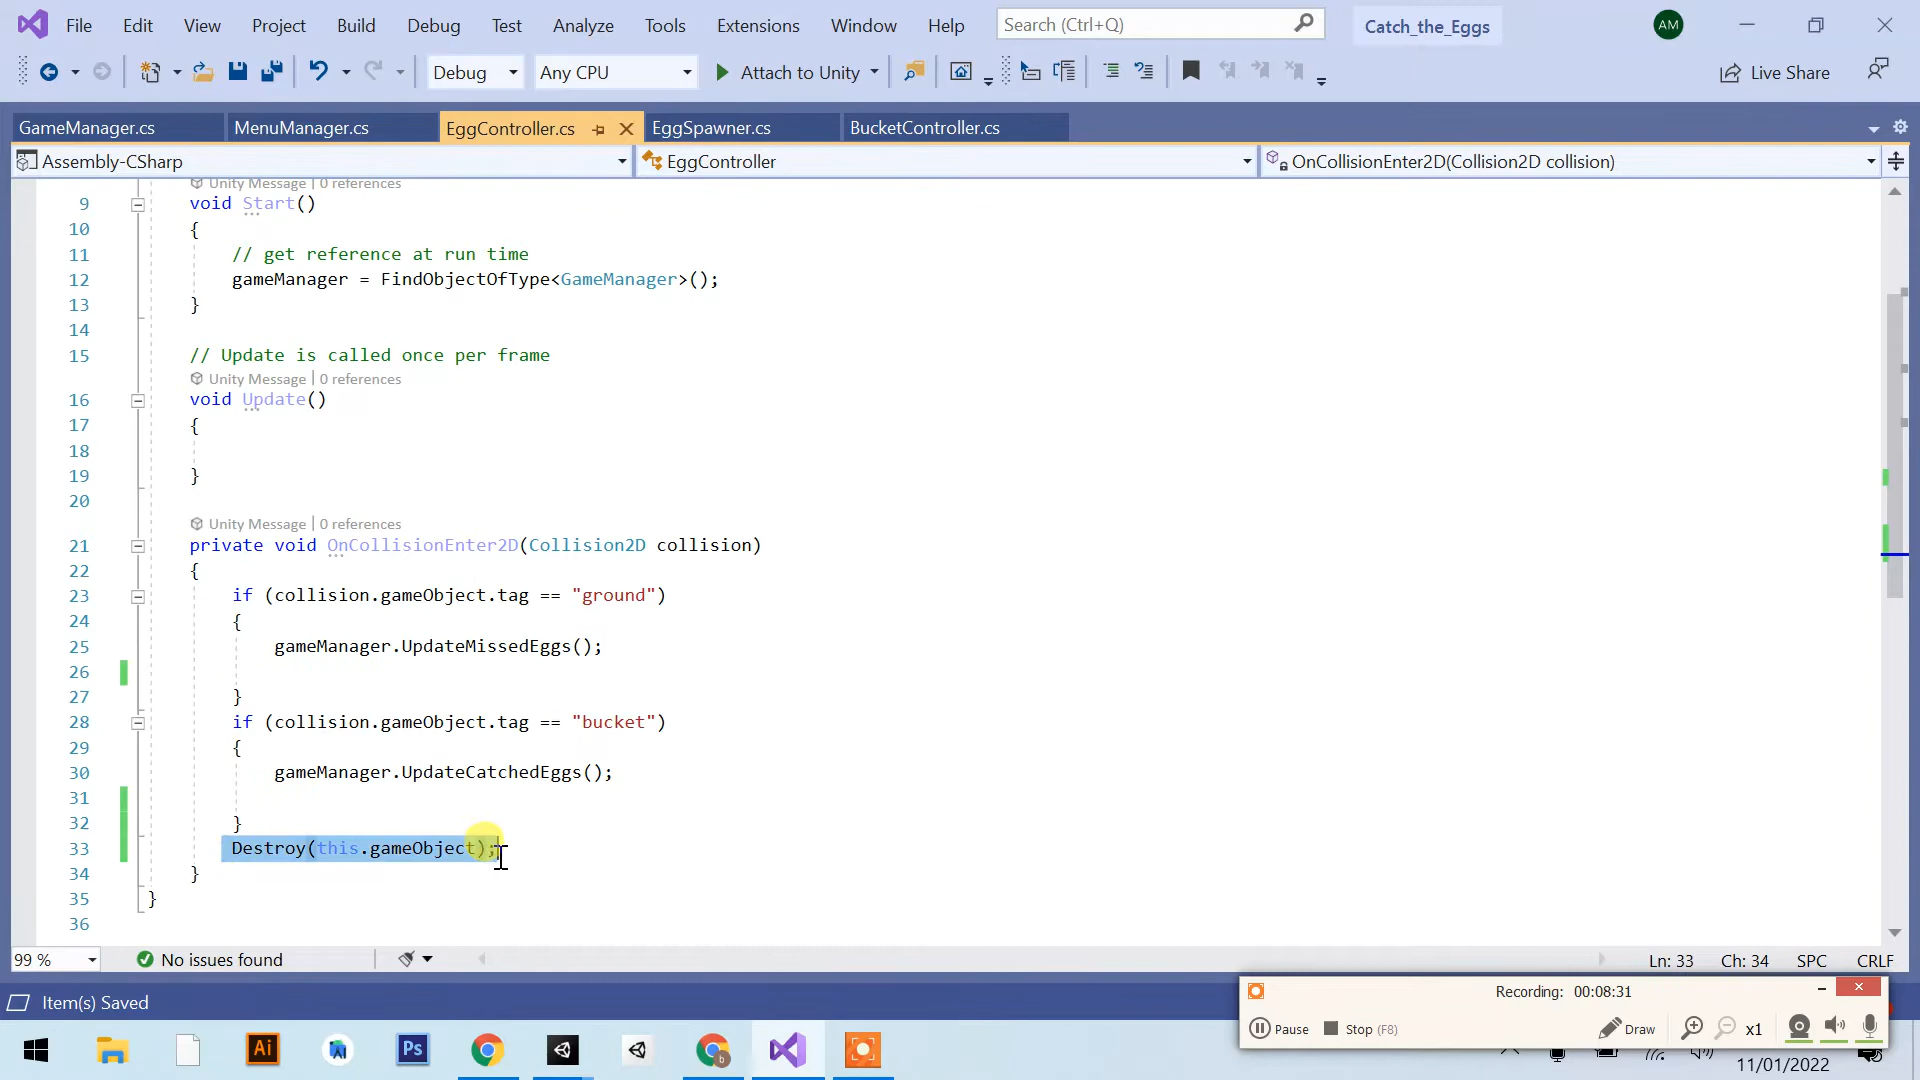 File Edit View Project Build Debug Test Analyze Tools Extensions Window Help Search (Ctrl+Q) Catch_the_Eggs AM
Debug Any CPU Attach to Unity Live Share
GameManager.cs MenuManager.cs EggController.cs EggSpawner.cs BucketController.cs
Assembly-CSharp EggController OnCollisionEnter2D(Collision2D collision)
Unity Message | 0 references
9 void Start()
10 {
11 // get reference at run time
12 gameManager = FindObjectOfType<GameManager>();
13 }
14
15 // Update is called once per frame
Unity Message | 0 references
16 void Update()
17 {
18
19 }
20
Unity Message | 0 references
21 private void OnCollisionEnter2D(Collision2D collision)
22 {
23 if (collision.gameObject.tag == "ground")
24 {
25 gameManager.UpdateMissedEggs();
26
27 }
28 if (collision.gameObject.tag == "bucket")
29 {
30 gameManager.UpdateCatchedEggs();
31
32 }
33 Destroy(this.gameObject);
34 }
35 }
36
99 % No issues found Ln: 33 Ch: 34 SPC CRLF
Item(s) Saved
Recording: 00:08:31
Pause Stop (F8) Draw x1
Ai Ps b
11/01/2022